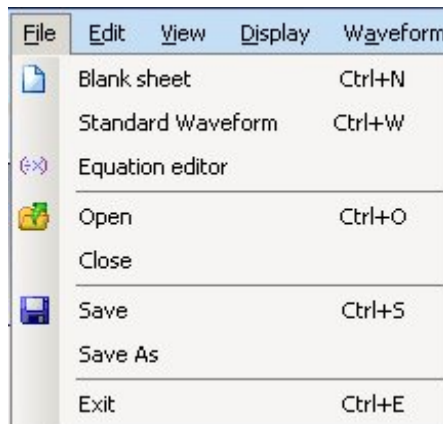 File Edit View Display Waveform
Blank sheet Ctrl+N
Standard Waveform Ctrl+W
Equation editor
Open Ctrl+O
Close
Save Ctrl+S
Save As
Exit Ctrl+E